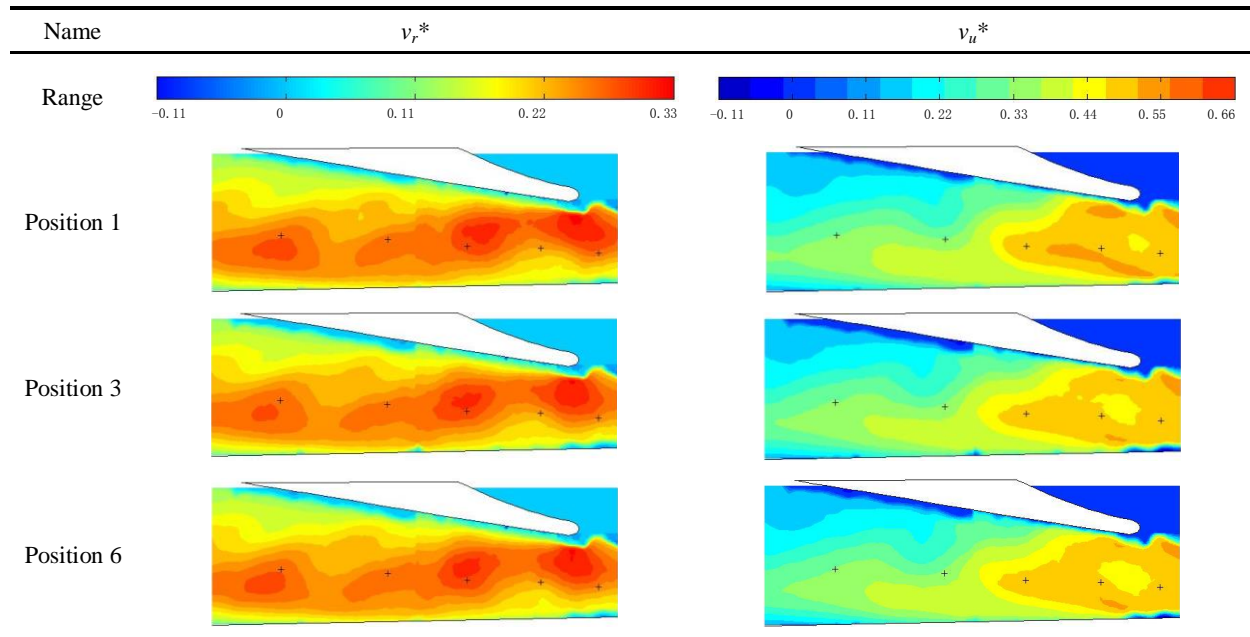 Name v_r* v_u*
Range
-0.11 0 0.11 0.22 0.33 -0.11 0 0.11 0.22 0.33 0.44 0.55 0.66
Position 1
Position 3
Position 6